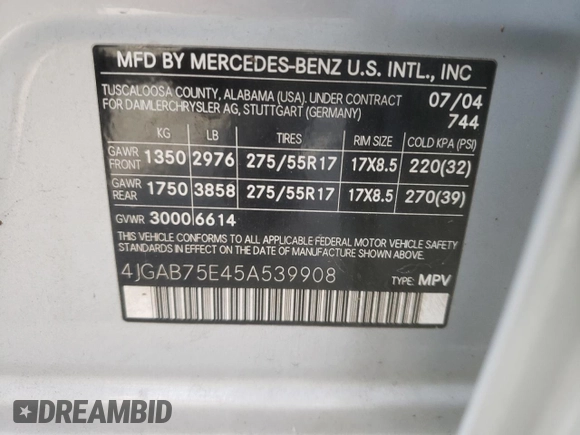 MFD BY MERCEDES-BENZ U.S. INTL., INC
TUSCALOOSA COUNTY, ALABAMA (USA). UNDER CONTRACT 07/04
FOR DAIMLERCHRYSLER AG, STUTTGART (GERMANY) 744
KG LB TIRES RIM SIZE COLD KPA (PSI)
GAWR FRONT 1350 2976 275/55R17 17X8.5 220(32)
GAWR REAR 1750 3858 275/55R17 17X8.5 270(39)
GVWR 3000 6614
THIS VEHICLE CONFORMS TO ALL APPLICABLE FEDERAL MOTOR VEHICLE SAFETY
STANDARDS IN EFFECT ON THE DATE OF MANUFACTURE SHOWN ABOVE
4JGAB75E45A539908 TYPE: MPV
DREAMBID